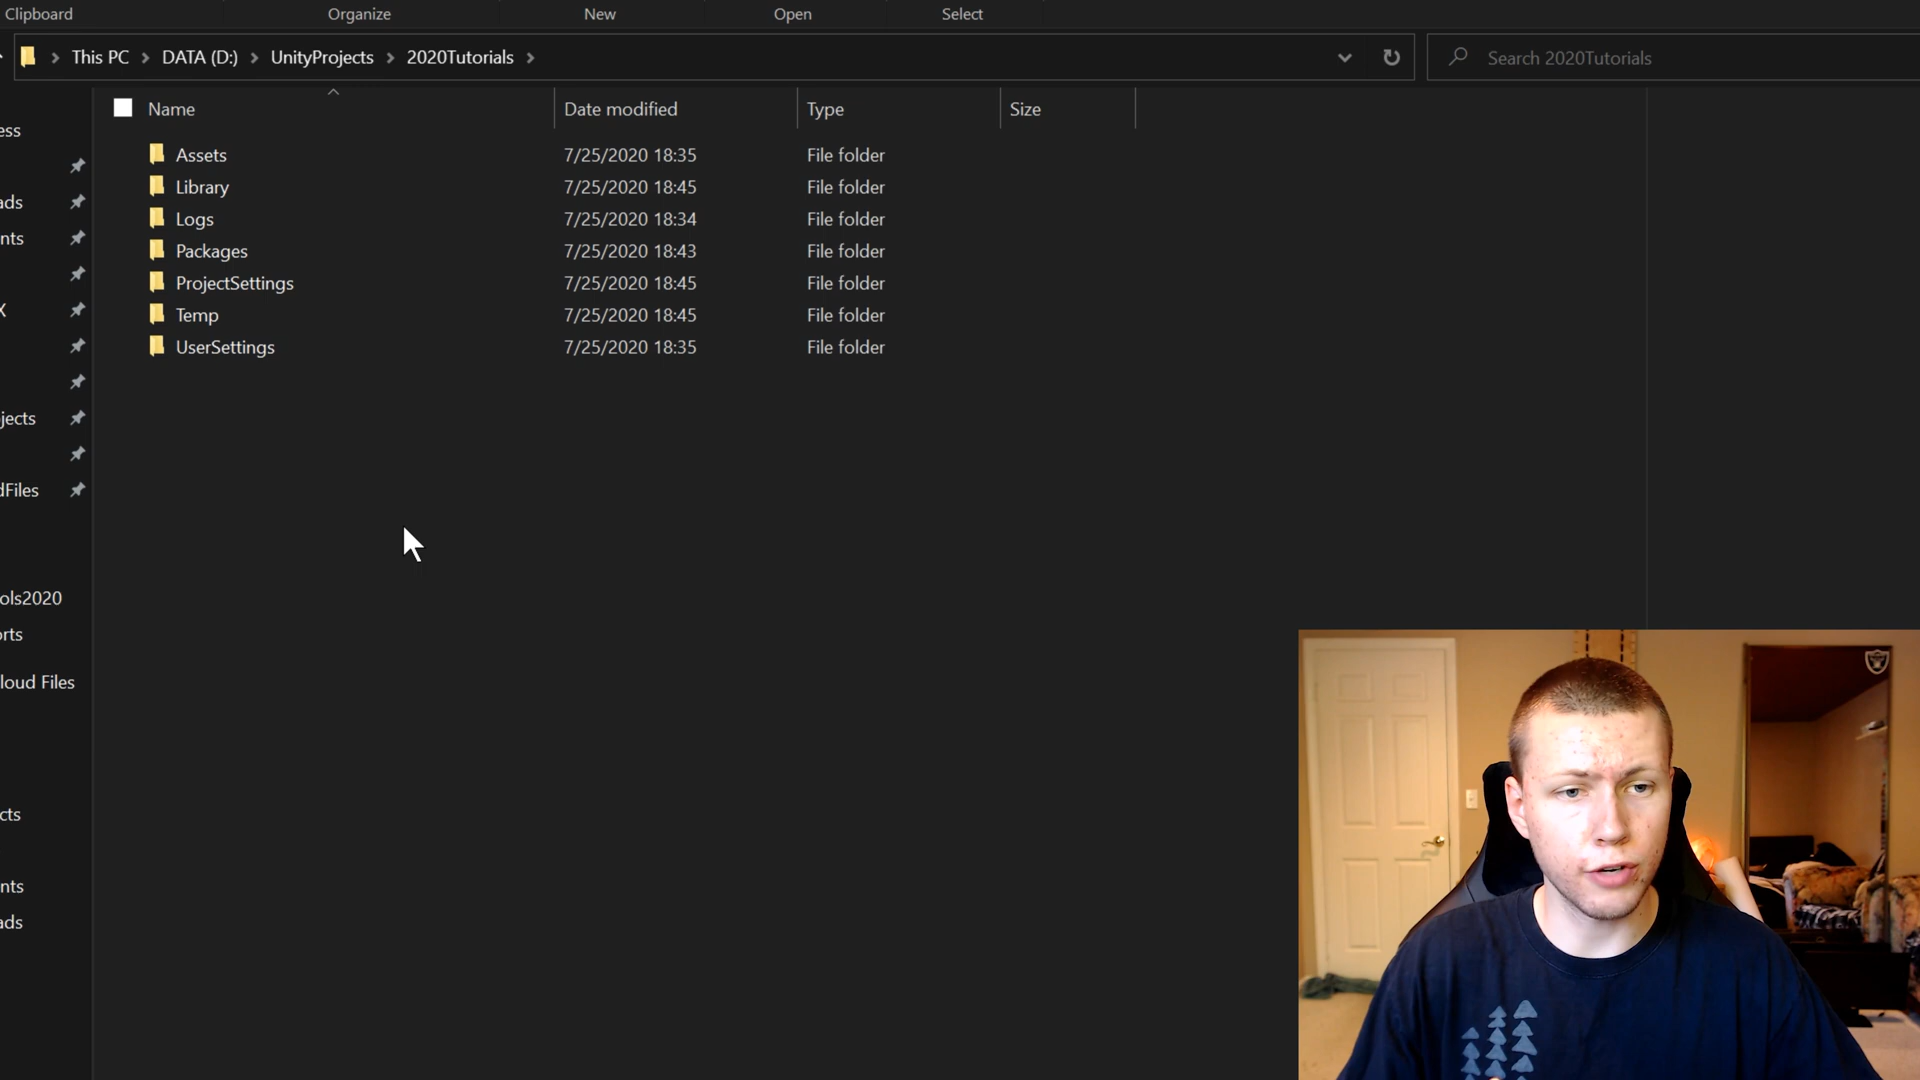 Clipboard Organize New Open Select
This PC DATA (D:) UnityProjects 2020Tutorials Search 2020Tutorials
Name Date modified Type Size
Assets 7/25/2020 18:35 File folder
Library 7/25/2020 18:45 File folder
Logs 7/25/2020 18:34 File folder
Packages 7/25/2020 18:43 File folder
ProjectSettings 7/25/2020 18:45 File folder
Temp 7/25/2020 18:45 File folder
UserSettings 7/25/2020 18:35 File folder
ess
ads
nts
X
jects
dFiles
ols2020
orts
loud Files
cts
nts
ads